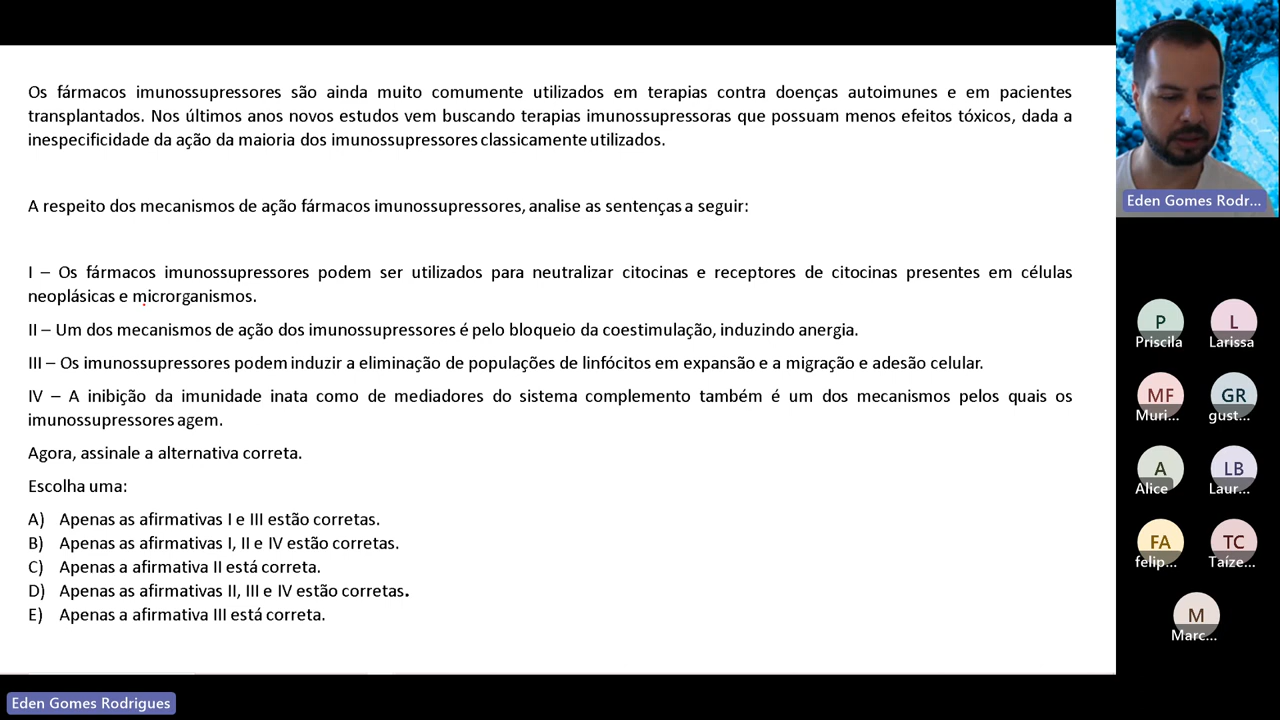 Os fármacos imunossupressores são ainda muito comumente utilizados em terapias contra doenças autoimunes e em pacientes
transplantados. Nos últimos anos novos estudos vem buscando terapias imunossupressoras que possuam menos efeitos tóxicos, dada a
inespecificidade da ação da maioria dos imunossupressores classicamente utilizados.
A respeito dos mecanismos de ação fármacos imunossupressores, analise as sentenças a seguir:
I – Os fármacos imunossupressores podem ser utilizados para neutralizar citocinas e receptores de citocinas presentes em células
neoplásicas e microrganismos.
II – Um dos mecanismos de ação dos imunossupressores é pelo bloqueio da coestimulação, induzindo anergia.
III – Os imunossupressores podem induzir a eliminação de populações de linfócitos em expansão e a migração e adesão celular.
IV – A inibição da imunidade inata como de mediadores do sistema complemento também é um dos mecanismos pelos quais os
imunossupressores agem.
Agora, assinale a alternativa correta.
Escolha uma:
A) Apenas as afirmativas I e III estão corretas.
B) Apenas as afirmativas I, II e IV estão corretas.
C) Apenas a afirmativa II está correta.
D) Apenas as afirmativas II, III e IV estão corretas.
E) Apenas a afirmativa III está correta.
Eden Gomes Rodrigues
Eden Gomes Rodr...
P
Priscila
L
Larissa
MF
Muri...
GR
gust...
A
Alice
LB
Laur...
FA
felip...
TC
Taíze...
M
Marc...